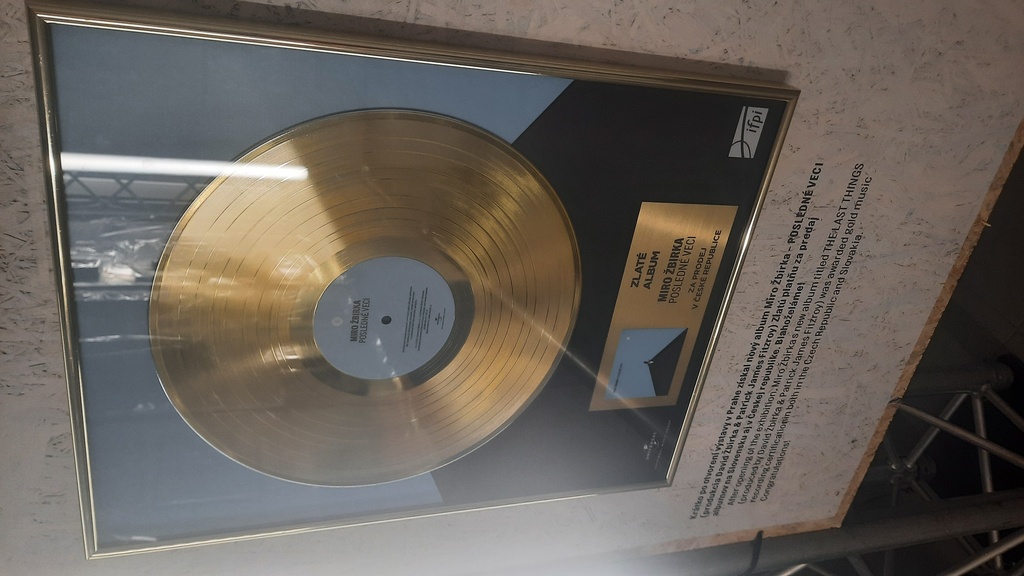 MIRO ŽBIRKA
POSLEDNÉ VECI
ifpi
ZLATÉ
ALBUM
MIRO ŽBIRKA
POSLEDNÉ VECI
ZA PRODEJ
V ČESKÉ REPUBLICE
Krátko po otvorení výstavy v Prahe získal nový album Miro Žbirka - POSLEDNÉ VECI
(produkcia David Žbirka & Patrick James Fitzroy) Zlatú platňu za predaj
albumov na Slovensku aj v Českej republike. Blahoželáme!
After opening of the exhibition Miro Žbirka's new album titled THE LAST THINGS
(produced by David Žbirka & Patrick James Fitzroy) was awarded gold music
recording certification in both in the Czech Republic and Slovakia.
Congratulations!